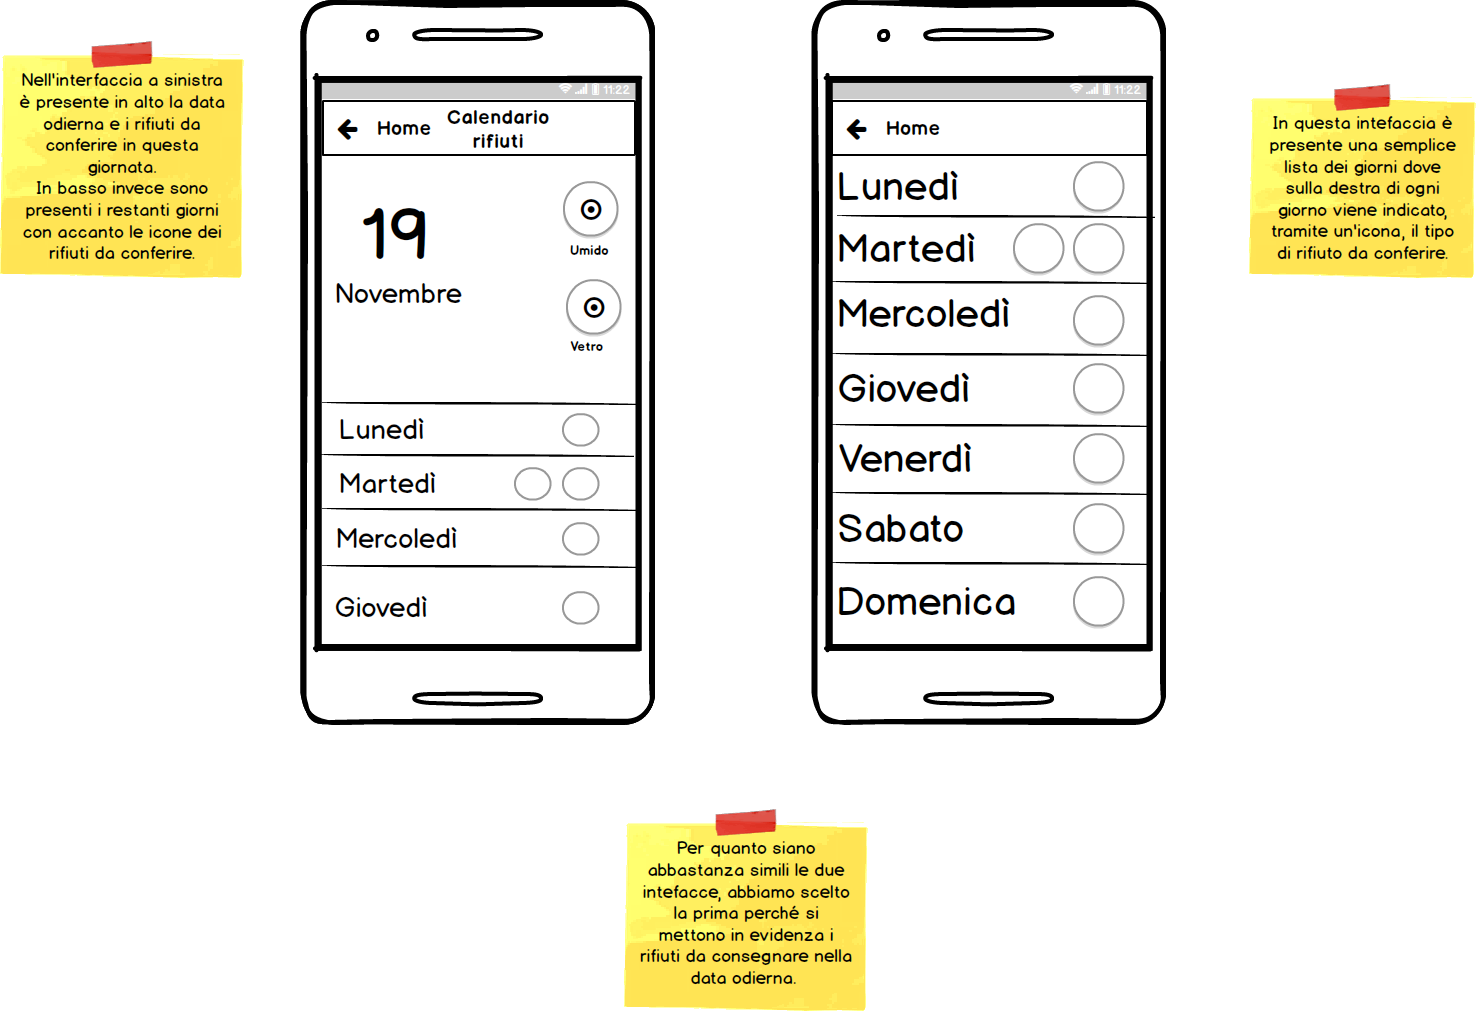 Nell'interfaccia a sinistra
è presente in alto la data
odierna e i rifiuti da
conferire in questa
giornata.
In basso invece sono
presenti i restanti giorni
con accanto le icone dei
rifiuti da conferire.
11:22
Home
Calendario
rifiuti
19
Novembre
Umido
Vetro
Lunedì
Martedì
Mercoledì
Giovedì
11:22
Home
Lunedì
Martedì
Mercoledì
Giovedì
Venerdì
Sabato
Domenica
In questa intefaccia è
presente una semplice
lista dei giorni dove
sulla destra di ogni
giorno viene indicato,
tramite un'icona, il tipo
di rifiuto da conferire.
Per quanto siano
abbastanza simili le due
intefacce, abbiamo scelto
la prima perché si
mettono in evidenza i
rifiuti da consegnare nella
data odierna.